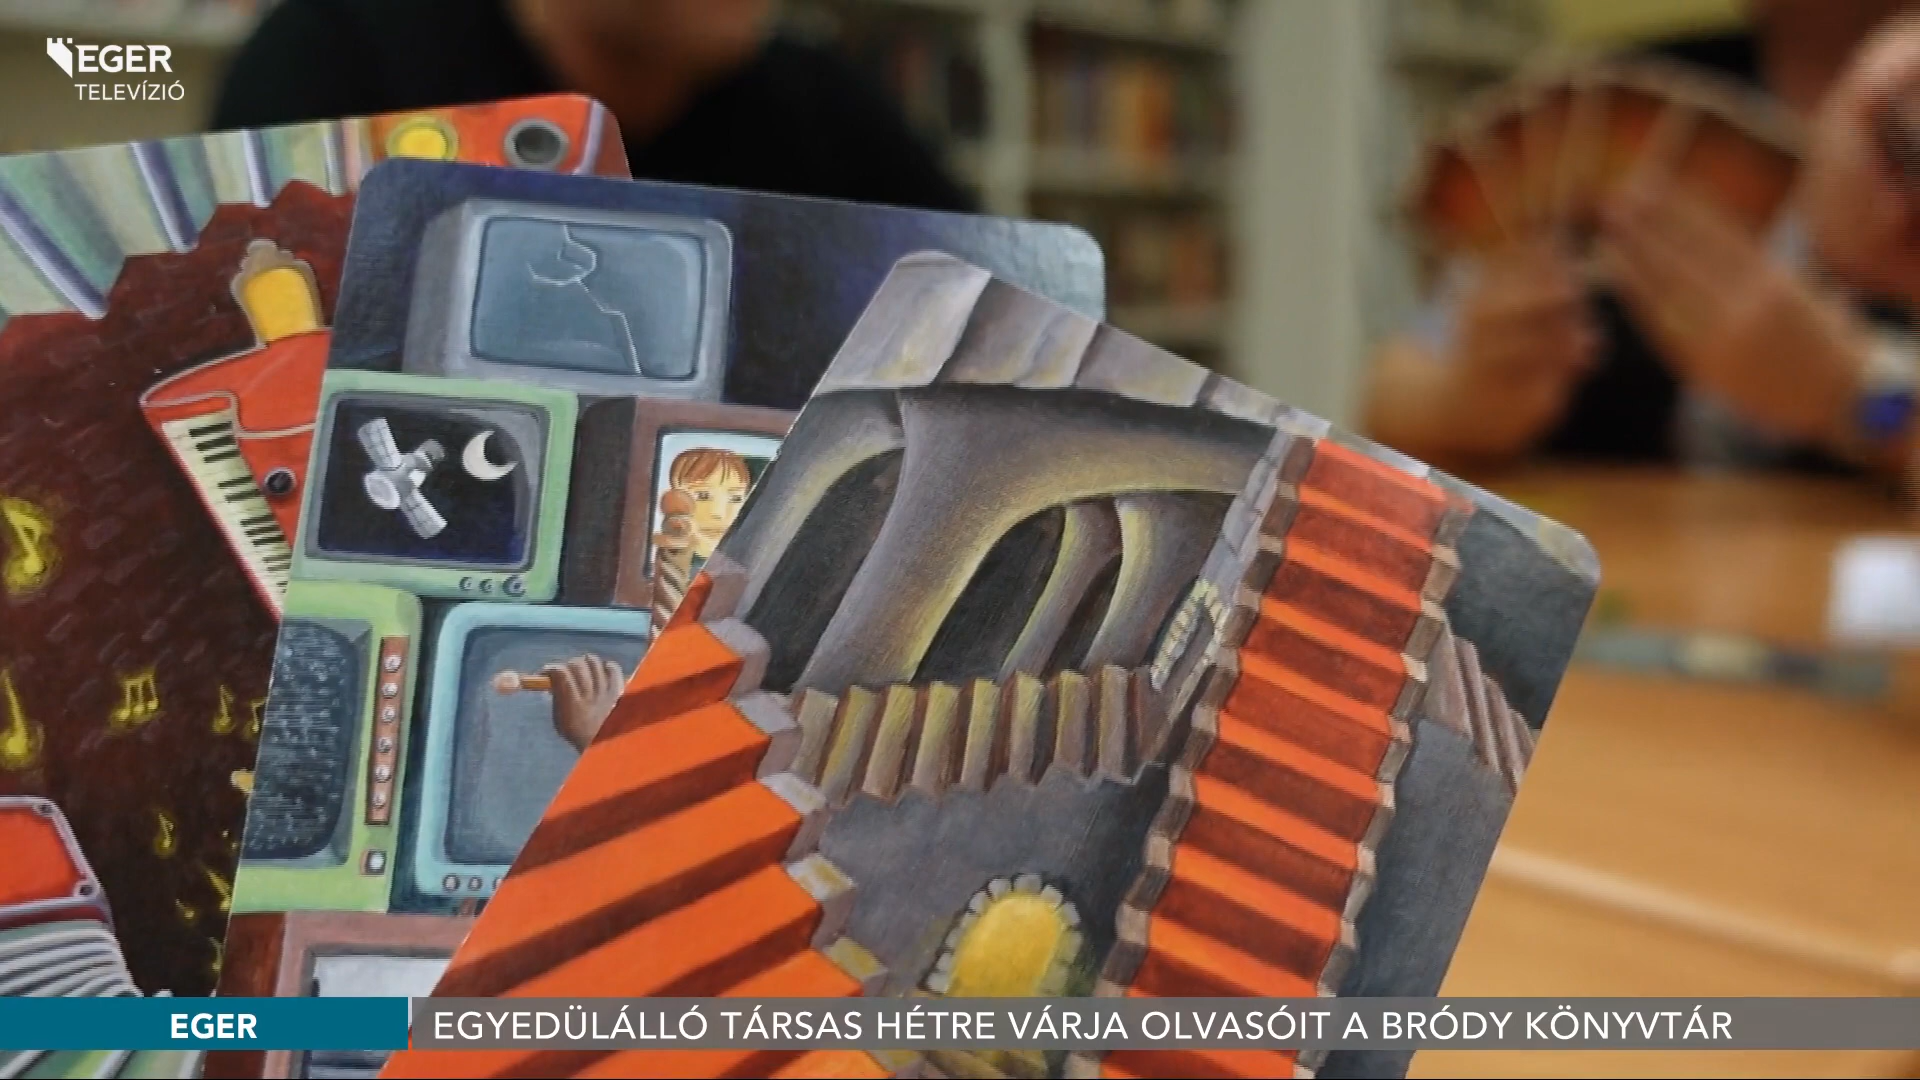 EGER
TELEVÍZIÓ
EGER
EGYEDÜLÁLLÓ TÁRSAS HÉTRE VÁRJA OLVASÓIT A BRÓDY KÖNYVTÁR